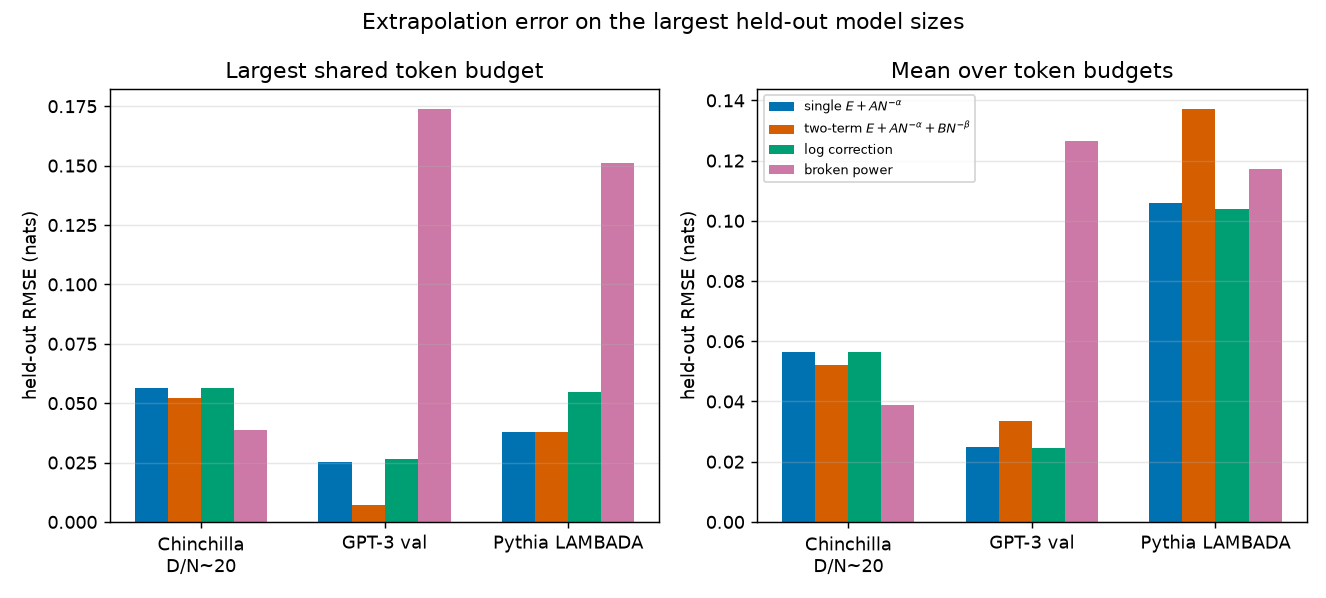 Extrapolation error on the largest held-out model sizes
Largest shared token budget
held-out RMSE (nats)
0.175
0.150
0.125
0.100
0.075
0.050
0.025
0.000
Chinchilla
D/N~20
GPT-3 val
Pythia LAMBADA
Mean over token budgets
held-out RMSE (nats)
0.14
0.12
0.10
0.08
0.06
0.04
0.02
0.00
single E + AN^{-α}
two-term E + AN^{-α} + BN^{-β}
log correction
broken power
Chinchilla
D/N~20
GPT-3 val
Pythia LAMBADA